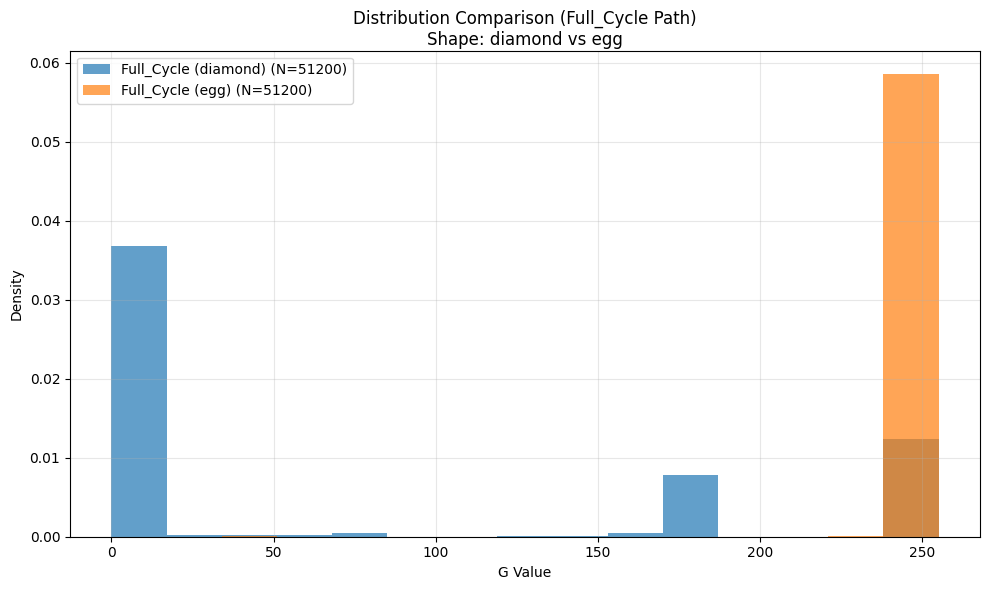 Distribution Comparison (Full_Cycle Path)
Shape: diamond vs egg
Full_Cycle (diamond) (N=51200)
Full_Cycle (egg) (N=51200)
0.06
0.05
0.04
0.03
0.02
0.01
0.00
Density
0
50
100
150
200
250
G Value